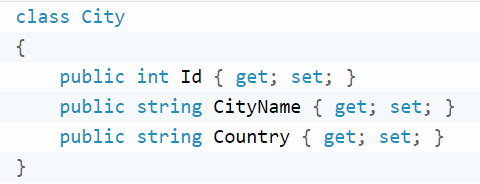 class City
{
    public int Id { get; set; }
    public string CityName { get; set; }
    public string Country { get; set; }
}